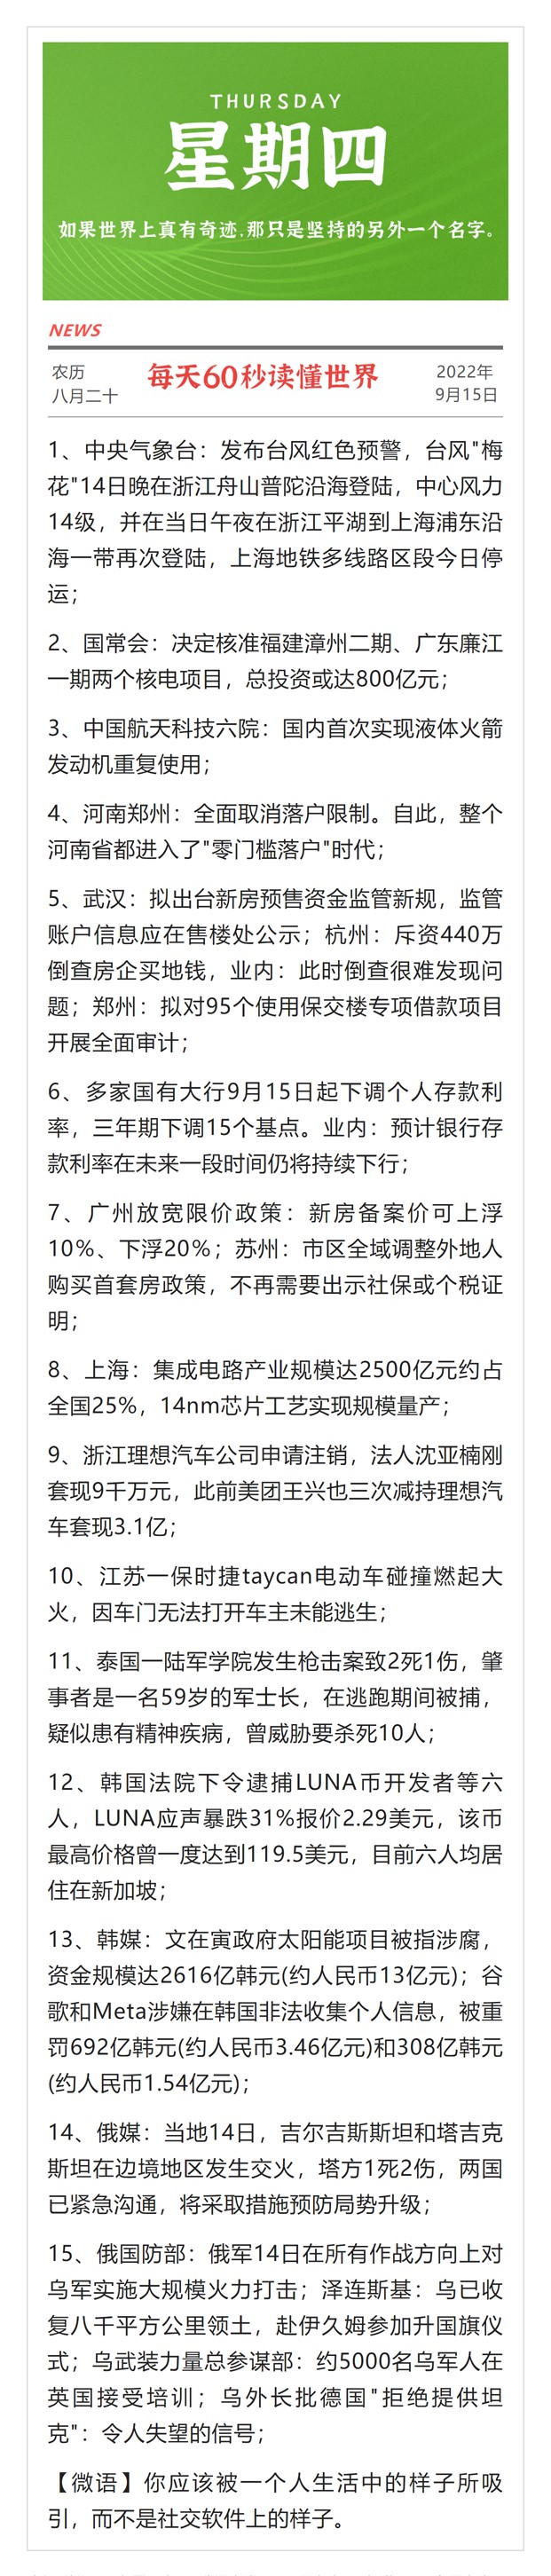 THURSDAY
星期四
如果世界上真有奇迹,那只是坚持的另外一个名字。
NEWS
农历
八月二十
每天60秒读懂世界
2022年
9月15日
1、中央气象台：发布台风红色预警，台风"梅
花"14日晚在浙江舟山普陀沿海登陆，中心风力
14级，并在当日午夜在浙江平湖到上海浦东沿
海一带再次登陆，上海地铁多线路区段今日停
运；
2、国常会：决定核准福建漳州二期、广东廉江
一期两个核电项目，总投资或达800亿元；
3、中国航天科技六院：国内首次实现液体火箭
发动机重复使用；
4、河南郑州：全面取消落户限制。自此，整个
河南省都进入了"零门槛落户"时代；
5、武汉：拟出台新房预售资金监管新规，监管
账户信息应在售楼处公示；杭州：斥资440万
倒查房企买地钱，业内：此时倒查很难发现问
题；郑州：拟对95个使用保交楼专项借款项目
开展全面审计；
6、多家国有大行9月15日起下调个人存款利
率，三年期下调15个基点。业内：预计银行存
款利率在未来一段时间仍将持续下行；
7、广州放宽限价政策：新房备案价可上浮
10%、下浮20%；苏州：市区全域调整外地人
购买首套房政策，不再需要出示社保或个税证
明；
8、上海：集成电路产业规模达2500亿元约占
全国25%，14nm芯片工艺实现规模量产；
9、浙江理想汽车公司申请注销，法人沈亚楠刚
套现9千万元，此前美团王兴也三次减持理想汽
车套现3.1亿；
10、江苏一保时捷taycan电动车碰撞燃起大
火，因车门无法打开车主未能逃生；
11、泰国一陆军学院发生枪击案致2死1伤，肇
事者是一名59岁的军士长，在逃跑期间被捕，
疑似患有精神疾病，曾威胁要杀死10人；
12、韩国法院下令逮捕LUNA币开发者等六
人，LUNA应声暴跌31%报价2.29美元，该币
最高价格曾一度达到119.5美元，目前六人均居
住在新加坡；
13、韩媒：文在寅政府太阳能项目被指涉腐，
资金规模达2616亿韩元(约人民币13亿元)；谷
歌和Meta涉嫌在韩国非法收集个人信息，被重
罚692亿韩元(约人民币3.46亿元)和308亿韩元
(约人民币1.54亿元)；
14、俄媒：当地14日，吉尔吉斯斯坦和塔吉克
斯坦在边境地区发生交火，塔方1死2伤，两国
已紧急沟通，将采取措施预防局势升级；
15、俄国防部：俄军14日在所有作战方向上对
乌军实施大规模火力打击；泽连斯基：乌已收
复八千平方公里领土，赴伊久姆参加升国旗仪
式；乌武装力量总参谋部：约5000名乌军人在
英国接受培训；乌外长批德国"拒绝提供坦
克"：令人失望的信号；
【微语】你应该被一个人生活中的样子所吸
引，而不是社交软件上的样子。